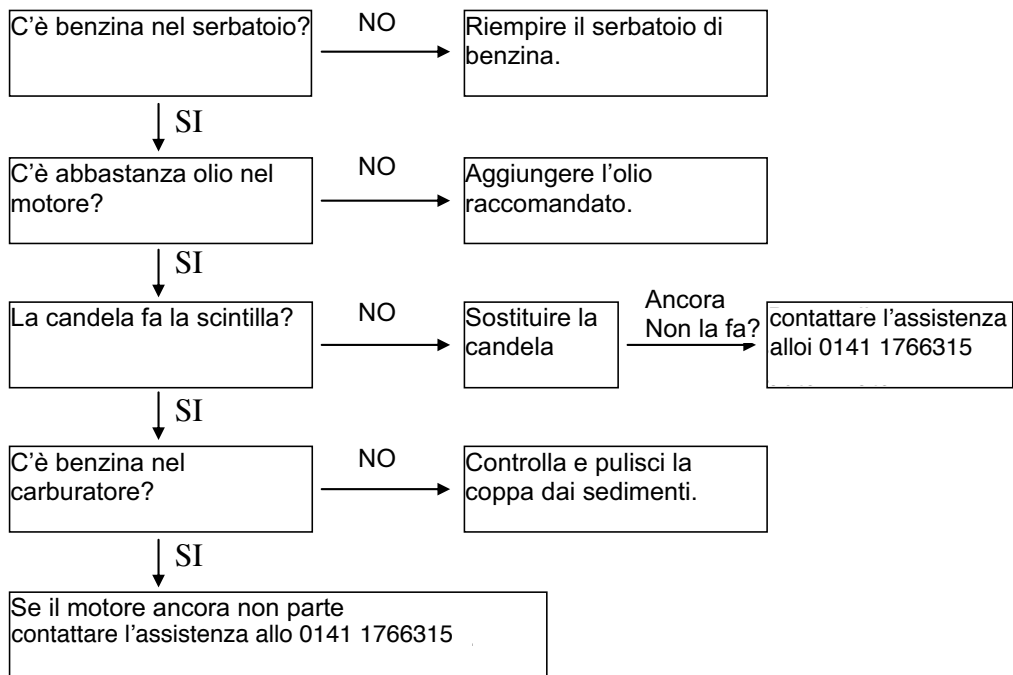 C'è benzina nel serbatoio?
NO
Riempire il serbatoio di
benzina.
SI
C'è abbastanza olio nel
motore?
NO
Aggiungere l'olio
raccomandato.
SI
La candela fa la scintilla?
NO
Sostituire la
candela
Ancora
Non la fa?
contattare l'assistenza
alloi 0141 1766315
SI
C'è benzina nel
carburatore?
NO
Controlla e pulisci la
coppa dai sedimenti.
SI
Se il motore ancora non parte
contattare l'assistenza allo 0141 1766315